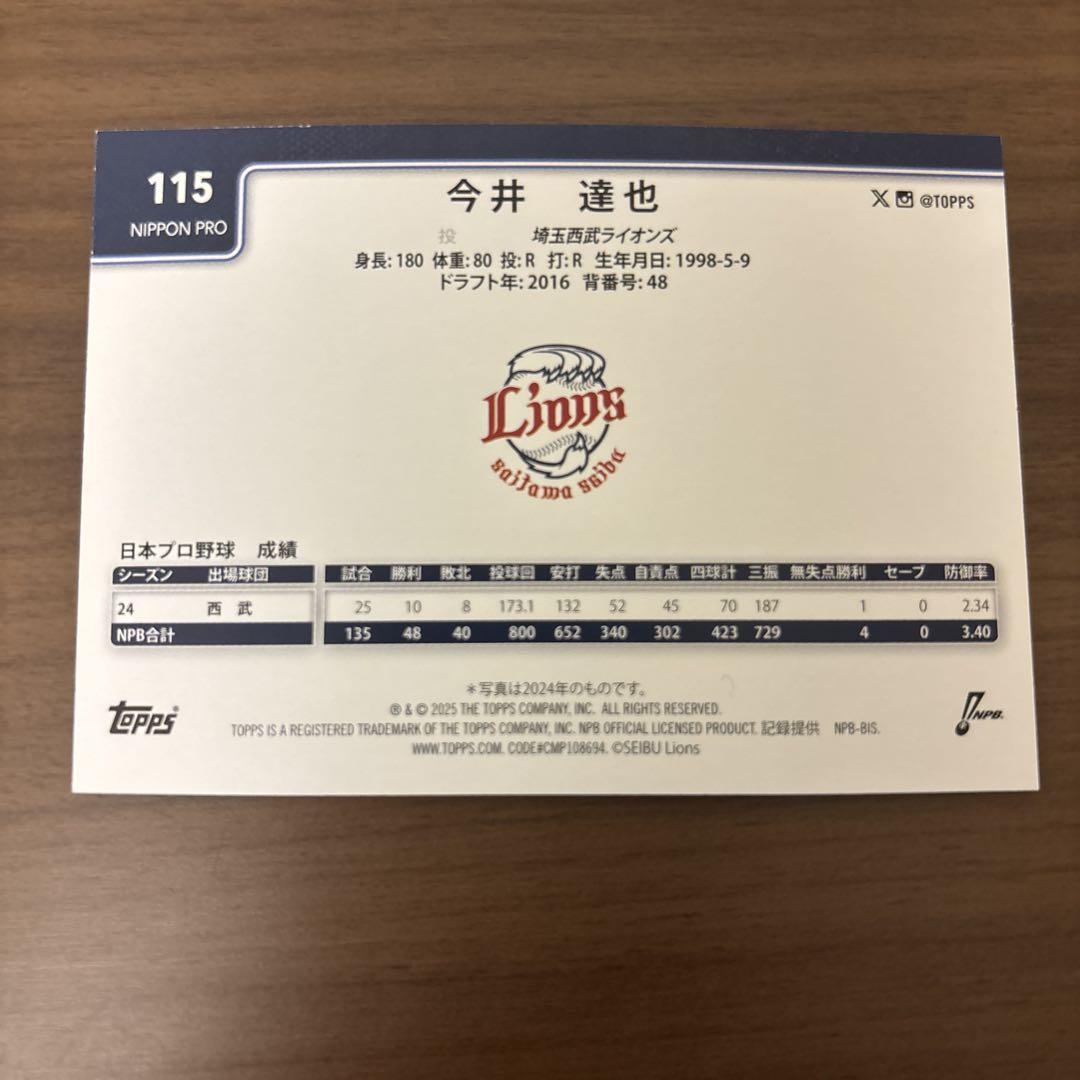 115
NIPPON PRO
今井 達也
@TOPPS
投 埼玉西武ライオンズ
身長: 180 体重: 80 投: R 打: R 生年月日: 1998-5-9
ドラフト年: 2016 背番号: 48
Lions
saitama seibu
日本プロ野球 成績
シーズン 出場球団 試合 勝利 敗北 投球回 安打 失点 自責点 四球計 三振 無失点勝利 セーブ 防御率
24 西 武 25 10 8 173.1 132 52 45 70 187 1 0 2.34
NPB合計 135 48 40 800 652 340 302 423 729 4 0 3.40
＊写真は2024年のものです。
® & © 2025 THE TOPPS COMPANY, INC. ALL RIGHTS RESERVED.
TOPPS IS A REGISTERED TRADEMARK OF THE TOPPS COMPANY, INC. NPB OFFICIAL LICENSED PRODUCT. 記録提供 NPB-BIS.
WWW.TOPPS.COM. CODE#CMP108694. ©SEIBU Lions
Topps®
NPB.